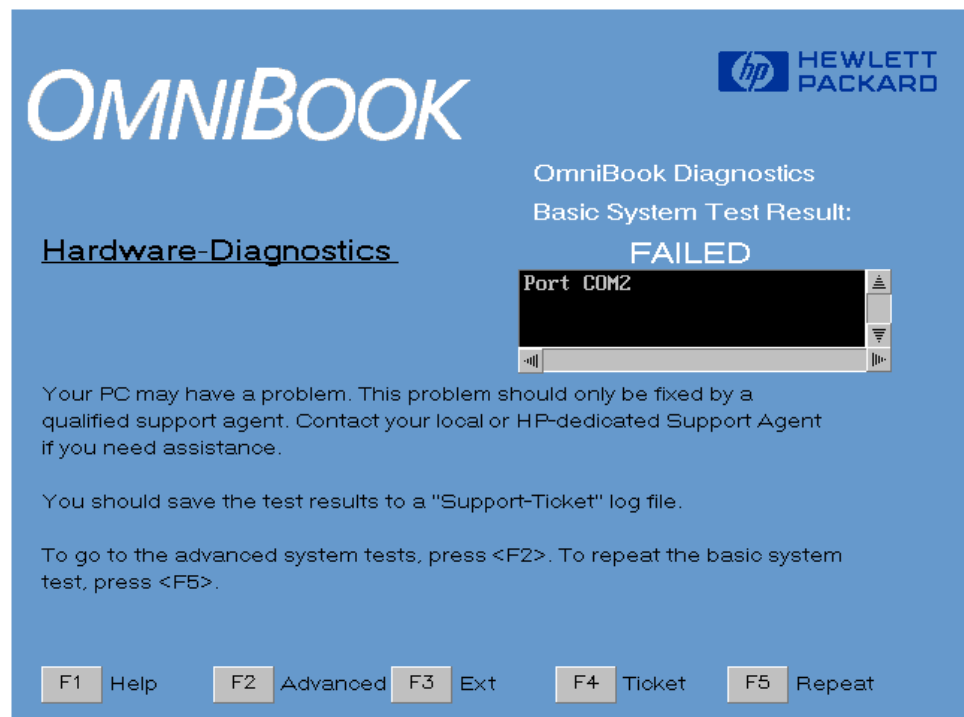 OMNIBOOK
hp HEWLETT
PACKARD
OmniBook Diagnostics
Basic System Test Result:
Hardware-Diagnostics
FAILED
Port COM2
Your PC may have a problem. This problem should only be fixed by a
qualified support agent. Contact your local or HP-dedicated Support Agent
if you need assistance.
You should save the test results to a "Support-Ticket" log file.
To go to the advanced system tests, press <F2>. To repeat the basic system
test, press <F5>.
F1 Help F2 Advanced F3 Ext F4 Ticket F5 Repeat